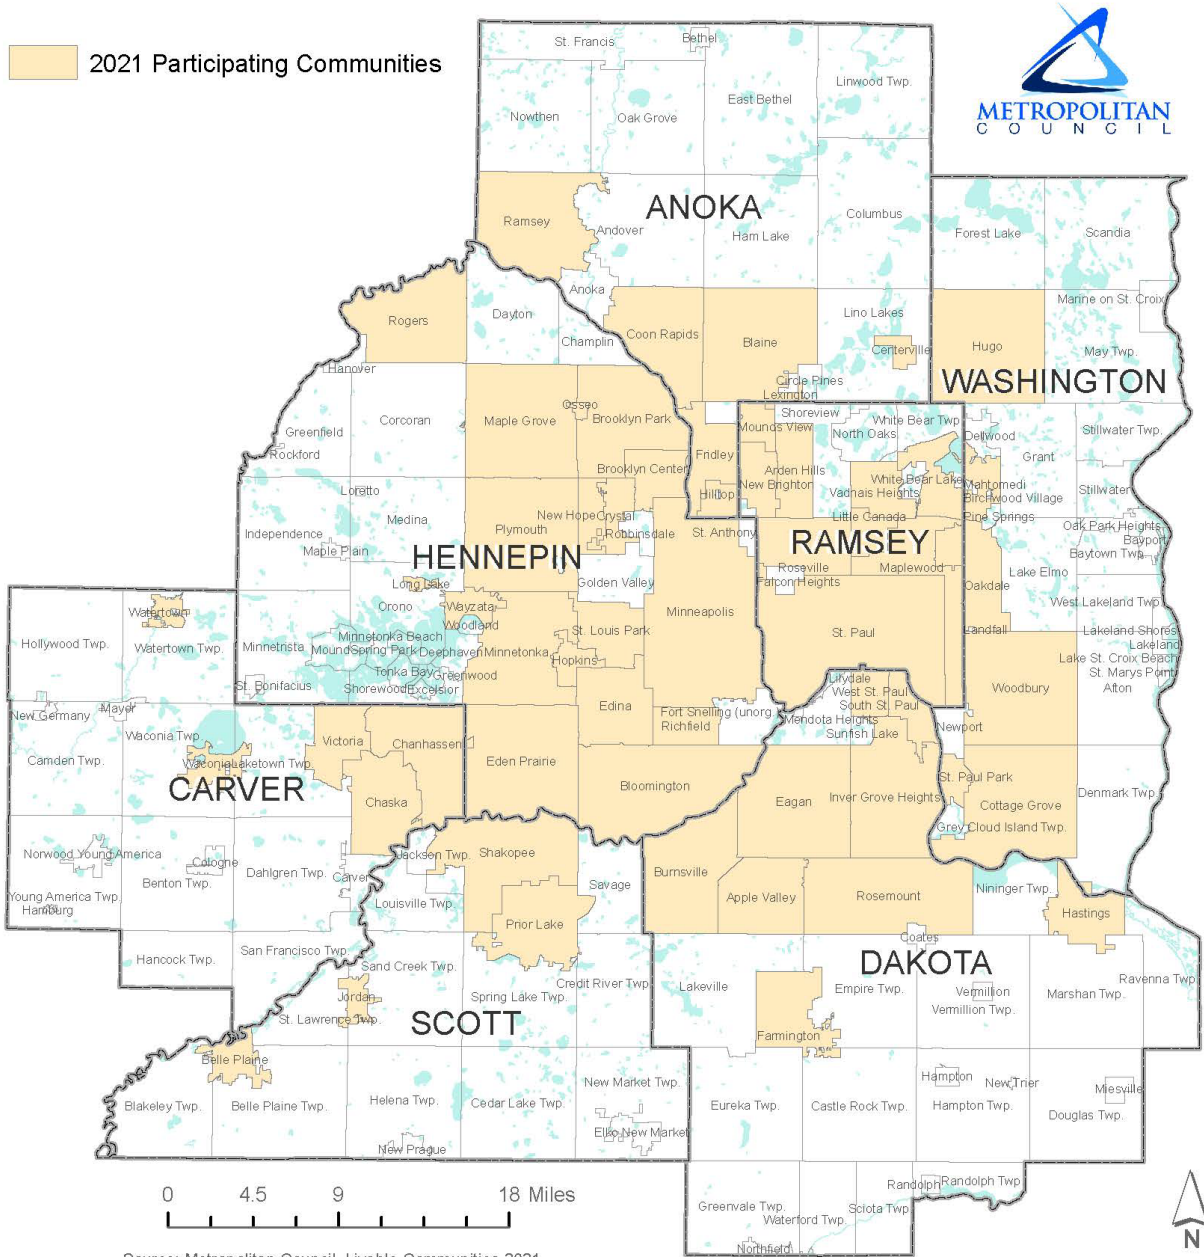 2021 Participating Communities
METROPOLITAN
COUNCIL
St. Francis
Bethel
Linwood Twp.
East Bethel
Nowthen
Oak Grove
ANOKA
Ramsey
Andover
Ham Lake
Columbus
Forest Lake
Scandia
Anoka
Marine on St. Croix
Rogers
Dayton
Champlin
Coon Rapids
Blaine
Lino Lakes
Centerville
Hugo
May Twp.
WASHINGTON
Hanover
Circle Pines
Lexington
Corcoran
Greenfield
Rockford
Maple Grove
Osseo
Brooklyn Park
Mounds View
Shoreview
North Oaks
White Bear Twp
Dellwood
Grant
Stillwater Twp.
Fridley
Brooklyn Center
Arden Hills
New Brighton
White Bear Lake
Vadnais Heights
Mahtomedi
Birchwood Village
Stillwater
Loretto
Hilltop
Medina
Independence
Maple Plain
Plymouth
New Hope
Crystal
Robbinsdale
St. Anthony
Little Canada
Pine Springs
Oak Park Heights
Bayport
Baytown Twp.
HENNEPIN
RAMSEY
Roseville
Maplewood
Falcon Heights
Lake Elmo
Long Lake
Golden Valley
Oakdale
West Lakeland Twp.
Orono
Wayzata
Woodland
Minneapolis
Watertown
Hollywood Twp.
Watertown Twp.
Minnetrista
Minnetonka Beach
Mound
Spring Park
Deephaven
Minnetonka
St. Louis Park
Hopkins
St. Paul
Landfall
Lakeland Shores
Lakeland
Lake St. Croix Beach
St. Marys Point
Afton
Tonka Bay
Greenwood
Shorewood
Excelsior
St. Bonifacius
Woodbury
Lilydale
West St. Paul
South St. Paul
Mendota Heights
Sunfish Lake
New Germany
Mayer
Edina
Fort Snelling (unorg.)
Richfield
Newport
Waconia Twp
Camden Twp.
Waconia
Laketown Twp.
Victoria
Chanhassen
Eden Prairie
Bloomington
CARVER
Chaska
Eagan
Inver Grove Heights
St. Paul Park
Cottage Grove
Denmark Twp.
Grey Cloud Island Twp.
Norwood Young America
Cologne
Benton Twp.
Dahlgren Twp.
Carver
Jackson Twp.
Shakopee
Savage
Burnsville
Apple Valley
Rosemount
Nininger Twp.
Hastings
Young America Twp.
Hamburg
Louisville Twp.
Prior Lake
Coates
Hancock Twp.
San Francisco Twp.
Sand Creek Twp.
DAKOTA
Credit River Twp.
Lakeville
Empire Twp.
Vermillion
Vermillion Twp.
Marshan Twp.
Ravenna Twp.
Jordan
St. Lawrence Twp.
Spring Lake Twp.
SCOTT
Farmington
Belle Plaine
Blakeley Twp.
Belle Plaine Twp.
Helena Twp.
Cedar Lake Twp.
New Market Twp.
Elko New Market
New Prague
Eureka Twp.
Castle Rock Twp.
Hampton
Hampton Twp.
New Trier
Miesville
Douglas Twp.
Randolph
Randolph Twp
Greenvale Twp.
Waterford Twp.
Sciota Twp.
Northfield
0 4.5 9 18 Miles
N
Source: Metropolitan Council, Livable Communities 2021